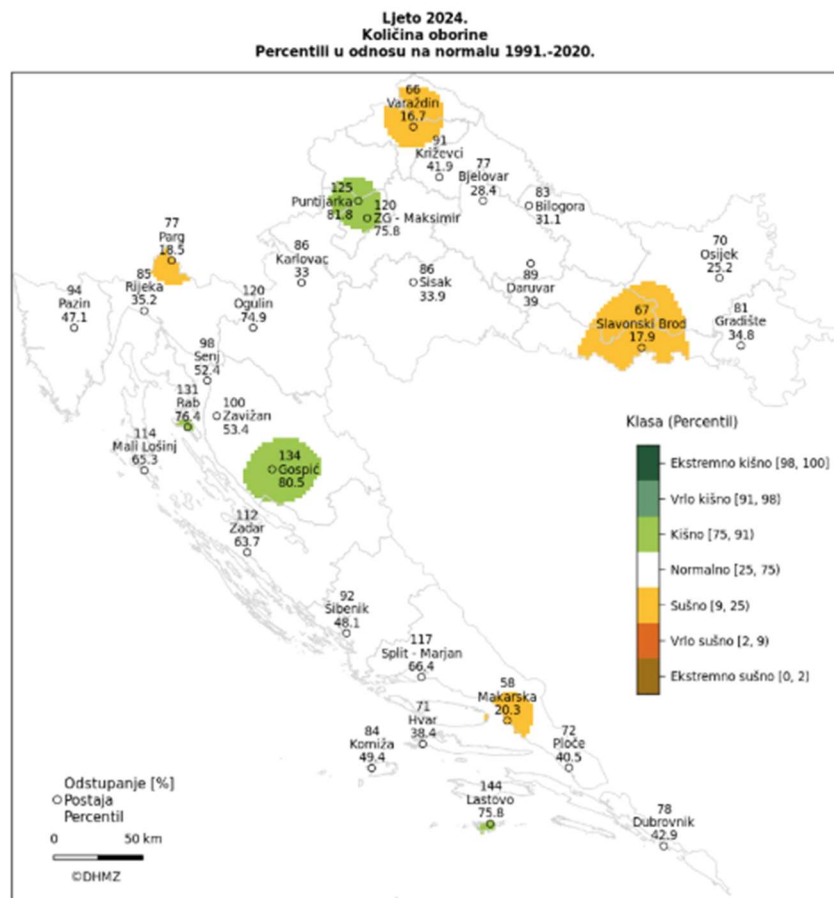 Ljeto 2024.
Količina oborine
Percentili u odnosu na normalu 1991.-2020.
66
Varaždin
16.7
91
Križevci
41.9
77
Bjelovar
28.4
83
Bilogora
31.1
125
Puntijarka
81.8
120
ZG - Maksimir
75.8
77
Parg
18.5
86
Karlovac
33
86
Sisak
33.9
89
Daruvar
39
70
Osijek
25.2
85
Rijeka
35.2
94
Pazin
47.1
120
Ogulin
74.9
67
Slavonski Brod
17.9
81
Gradište
34.8
98
Senj
52.4
131
Rab
76.4
100
Zavižan
53.4
114
Mali Lošinj
65.3
134
Gospić
80.5
112
Zadar
63.7
92
Šibenik
48.1
117
Split - Marjan
66.4
58
Makarska
20.3
71
Hvar
38.4
84
Komiža
49.4
72
Ploče
40.5
144
Lastovo
75.8
78
Dubrovnik
42.9
Klasa (Percentil)
Ekstremno kišno [98, 100]
Vrlo kišno [91, 98)
Kišno [75, 91)
Normalno [25, 75)
Sušno [9, 25)
Vrlo sušno [2, 9)
Ekstremno sušno [0, 2)
Odstupanje [%]
Postaja
Percentil
0 50 km
©DHMZ